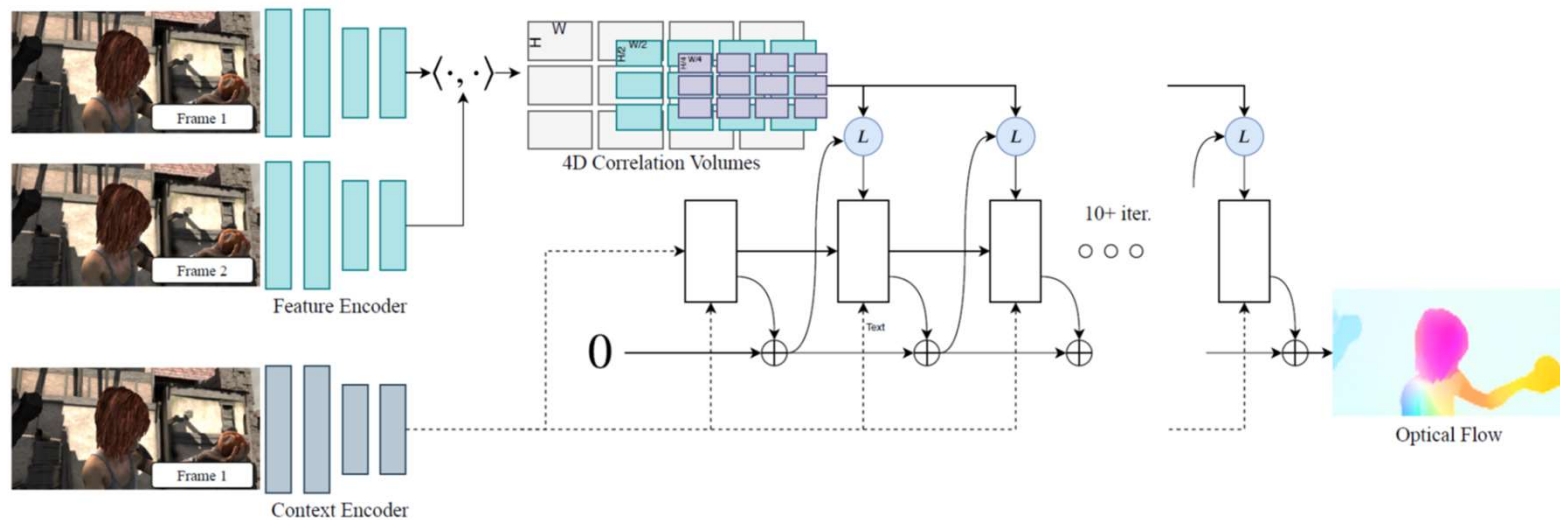 Frame 1
Frame 2
Feature Encoder
Frame 1
Context Encoder
⟨·,·⟩
H
W
H/2
W/2
H/4
W/4
4D Correlation Volumes
L
L
L
10+ iter.
Text
0
Optical Flow